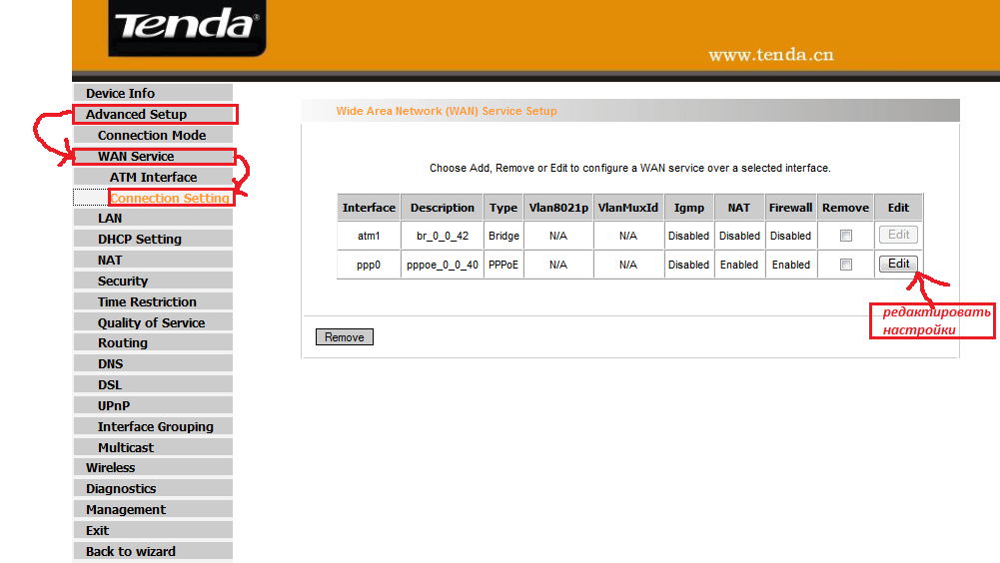 Tenda®
www.tenda.cn
Device Info
Advanced Setup
Connection Mode
WAN Service
ATM Interface
Connection Setting
LAN
DHCP Setting
NAT
Security
Time Restriction
Quality of Service
Routing
DNS
DSL
UPnP
Interface Grouping
Multicast
Wireless
Diagnostics
Management
Exit
Back to wizard
Wide Area Network (WAN) Service Setup
Choose Add, Remove or Edit to configure a WAN service over a selected interface.
Interface Description Type Vlan8021p VlanMuxId Igmp NAT Firewall Remove Edit
atm1 br_0_0_42 Bridge N/A N/A Disabled Disabled Disabled Edit
ppp0 pppoe_0_0_40 PPPoE N/A N/A Disabled Enabled Enabled Edit
редактировать
настройки
Remove